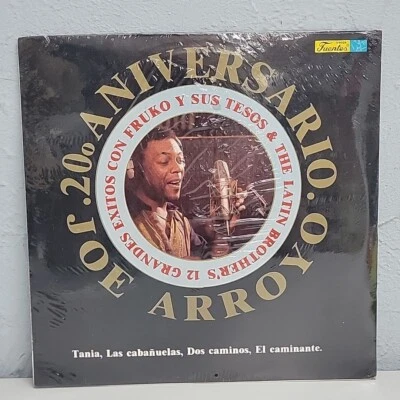 Fuentes
20o. ANIVERSARIO
JOE ARROYO
12 GRANDES EXITOS CON FRUKO Y SUS TESOS & THE LATIN BROTHER'S
Tania, Las cabañuelas, Dos caminos, El caminante.